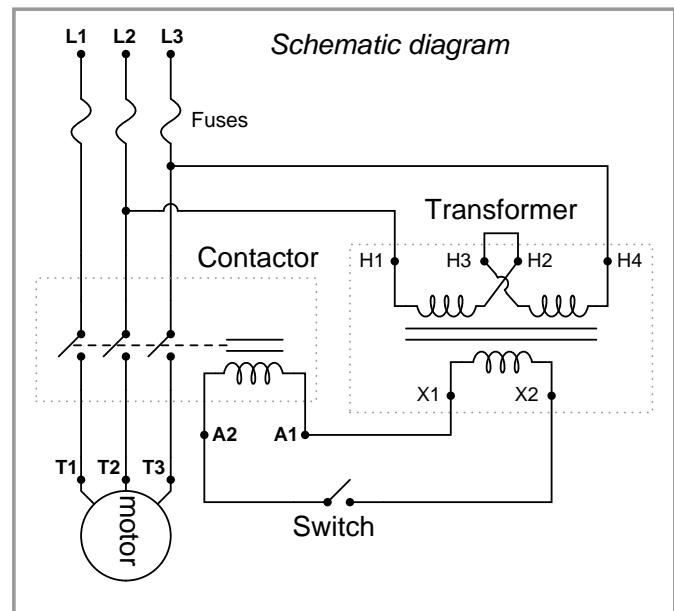 L1 L2 L3 Schematic diagram
Fuses
Transformer
Contactor H1 H3 H2 H4
X1 X2
A2 A1
T1 T2 T3
motor
Switch